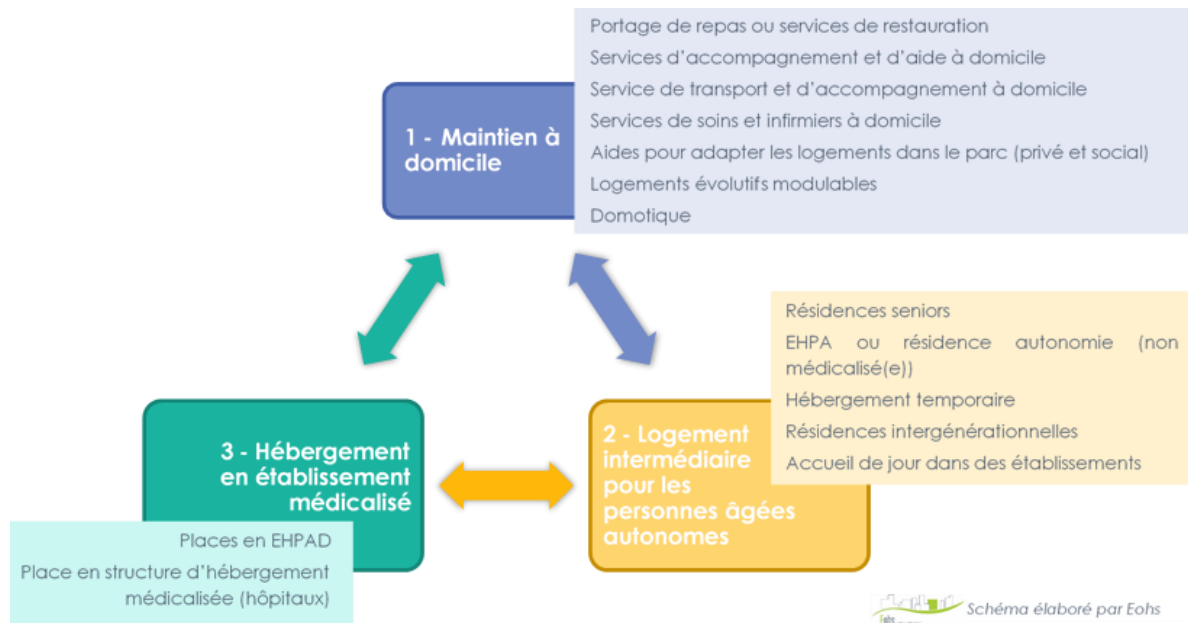 Portage de repas ou services de restauration
Services d'accompagnement et d'aide à domicile
Service de transport et d'accompagnement à domicile
Services de soins et infirmiers à domicile
Aides pour adapter les logements dans le parc (privé et social)
Logements évolutifs modulables
Domotique
1 - Maintien à
domicile
Résidences seniors
EHPA ou résidence autonomie (non
médicalisé(e))
Hébergement temporaire
Résidences intergénérationnelles
Accueil de jour dans des établissements
2 - Logement
intermédiaire
pour les
personnes âgées
autonomes
3 - Hébergement
en établissement
médicalisé
Places en EHPAD
Place en structure d'hébergement
médicalisée (hôpitaux)
Eohs
Schéma élaboré par Eohs